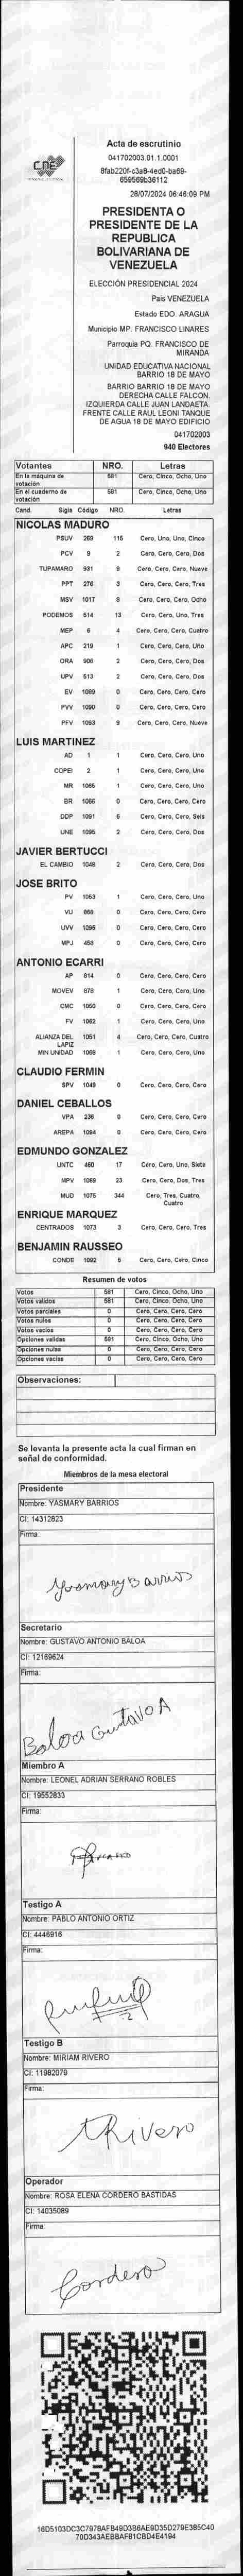 CNE
Acta de escrutinio
041702003.01.1.0001
8fab220f-c3a8-4ed0-ba69-
659569b36112
28/07/2024 06:46:09 PM
PRESIDENTA O
PRESIDENTE DE LA
REPUBLICA
BOLIVARIANA DE
VENEZUELA
ELECCIÓN PRESIDENCIAL 2024
Pais VENEZUELA
Estado EDO. ARAGUA
Municipio MP. FRANCISCO LINARES
Parroquia PQ. FRANCISCO DE
MIRANDA
UNIDAD EDUCATIVA NACIONAL
BARRIO 18 DE MAYO
BARRIO BARRIO 18 DE MAYO
DERECHA CALLE FALCON.
IZQUIERDA CALLE JUAN LANDAETA.
FRENTE CALLE RAUL LEONI TANQUE
DE AGUA 18 DE MAYO EDIFICIO
041702003
940 Electores
Votantes NRO. Letras
En la máquina de votación 581 Cero, Cinco, Ocho, Uno
En el cuaderno de votación 581 Cero, Cinco, Ocho, Uno
Cand. Sigla Código NRO. Letras
NICOLAS MADURO
PSUV 269 115 Cero, Uno, Uno, Cinco
PCV 9 2 Cero, Cero, Cero, Dos
TUPAMARO 931 9 Cero, Cero, Cero, Nueve
PPT 276 3 Cero, Cero, Cero, Tres
MSV 1017 8 Cero, Cero, Cero, Ocho
PODEMOS 514 13 Cero, Cero, Uno, Tres
MEP 6 4 Cero, Cero, Cero, Cuatro
APC 219 1 Cero, Cero, Cero, Uno
ORA 906 2 Cero, Cero, Cero, Dos
UPV 513 2 Cero, Cero, Cero, Dos
EV 1089 0 Cero, Cero, Cero, Cero
PVV 1090 0 Cero, Cero, Cero, Cero
PFV 1093 9 Cero, Cero, Cero, Nueve
LUIS MARTINEZ
AD 1 1 Cero, Cero, Cero, Uno
COPEI 2 1 Cero, Cero, Cero, Uno
MR 1065 1 Cero, Cero, Cero, Uno
BR 1066 0 Cero, Cero, Cero, Cero
DDP 1091 6 Cero, Cero, Cero, Seis
UNE 1095 2 Cero, Cero, Cero, Dos
JAVIER BERTUCCI
EL CAMBIO 1048 2 Cero, Cero, Cero, Dos
JOSE BRITO
PV 1053 1 Cero, Cero, Cero, Uno
VU 868 0 Cero, Cero, Cero, Cero
UVV 1096 0 Cero, Cero, Cero, Cero
MPJ 458 0 Cero, Cero, Cero, Cero
ANTONIO ECARRI
AP 814 0 Cero, Cero, Cero, Cero
MOVEV 878 1 Cero, Cero, Cero, Uno
CMC 1050 0 Cero, Cero, Cero, Cero
FV 1062 1 Cero, Cero, Cero, Uno
ALIANZA DEL LAPIZ 1051 4 Cero, Cero, Cero, Cuatro
MIN UNIDAD 1068 1 Cero, Cero, Cero, Uno
CLAUDIO FERMIN
SPV 1049 0 Cero, Cero, Cero, Cero
DANIEL CEBALLOS
VPA 236 0 Cero, Cero, Cero, Cero
AREPA 1094 0 Cero, Cero, Cero, Cero
EDMUNDO GONZALEZ
UNTC 460 17 Cero, Cero, Uno, Siete
MPV 1069 23 Cero, Cero, Dos, Tres
MUD 1075 344 Cero, Tres, Cuatro,
Cuatro
ENRIQUE MARQUEZ
CENTRADOS 1073 3 Cero, Cero, Cero, Tres
BENJAMIN RAUSSEO
CONDE 1092 5 Cero, Cero, Cero, Cinco
Resumen de votos
Votos 581 Cero, Cinco, Ocho, Uno
Votos validos 581 Cero, Cinco, Ocho, Uno
Votos parciales 0 Cero, Cero, Cero, Cero
Votos nulos 0 Cero, Cero, Cero, Cero
Votos vacios 0 Cero, Cero, Cero, Cero
Opciones validas 581 Cero, Cinco, Ocho, Uno
Opciones nulas 0 Cero, Cero, Cero, Cero
Opciones vacias 0 Cero, Cero, Cero, Cero
Observaciones:
Se levanta la presente acta la cual firman en
señal de conformidad.
Miembros de la mesa electoral
Presidente
Nombre: YASMARY BARRIOS
CI: 14312823
Firma:
Yasmary Barrios
Secretario
Nombre: GUSTAVO ANTONIO BALOA
CI: 12169624
Firma:
Baloa Gustavo A
Miembro A
Nombre: LEONEL ADRIAN SERRANO ROBLES
CI: 19552833
Firma:
Testigo A
Nombre: PABLO ANTONIO ORTIZ
CI: 4446916
Firma:
Testigo B
Nombre: MIRIAM RIVERO
CI: 11982079
Firma:
Rivero
Operador
Nombre: ROSA ELENA CORDERO BASTIDAS
CI: 14035089
Firma:
Cordero
16D5103DC3C7978AFB49D3B6AE9D35D279E385C40
70D343AEBBAF81CBD4E4194